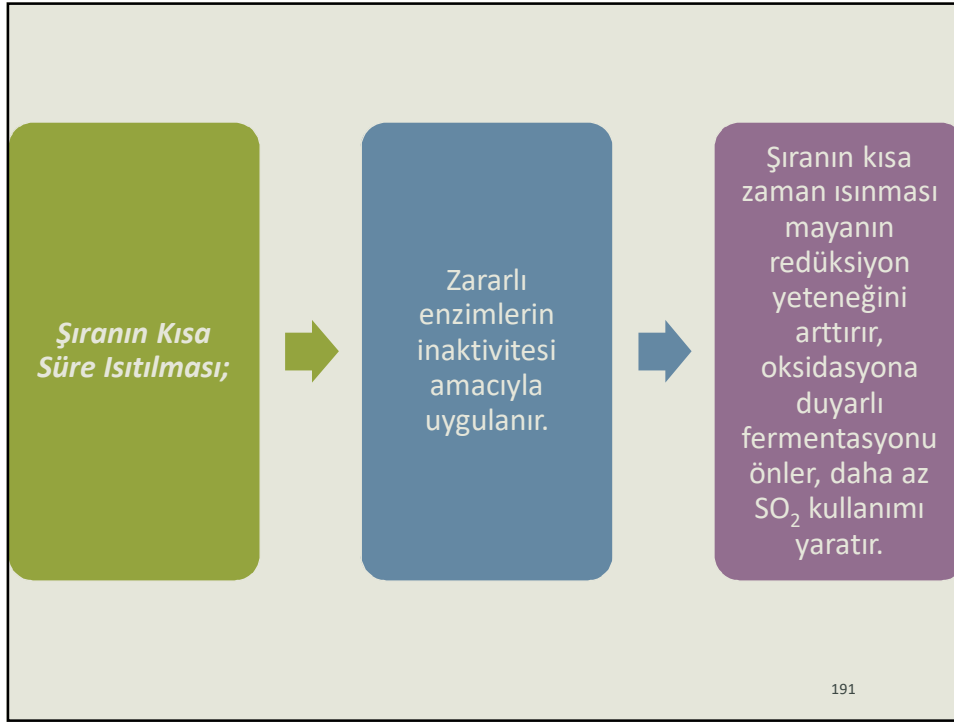 Şıranın Kısa
Süre Isıtılması;
Zararlı
enzimlerin
inaktivitesi
amacıyla
uygulanır.
Şıranın kısa
zaman ısınması
mayanın
redüksiyon
yeteneğini
arttırır,
oksidasyona
duyarlı
fermentasyonu
önler, daha az
SO₂ kullanımı
yaratır.
191